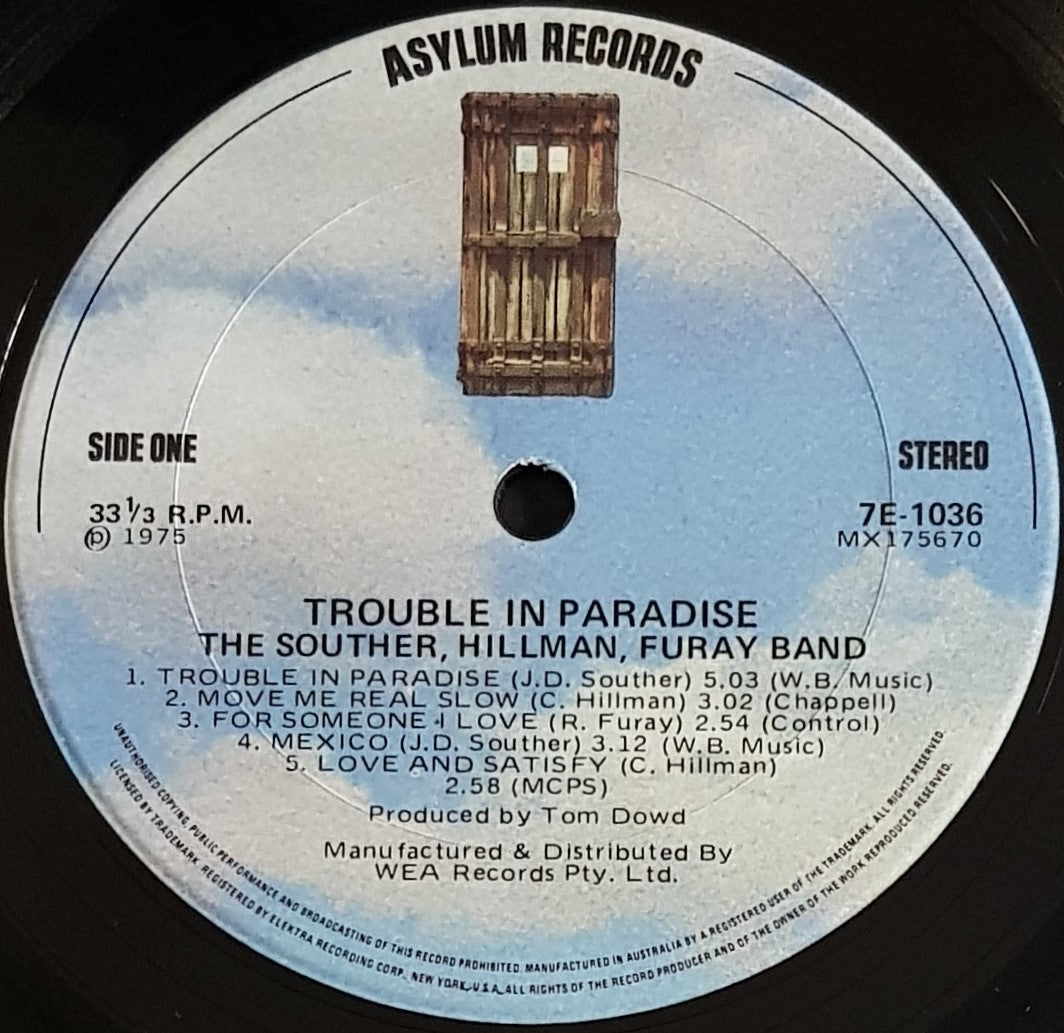 ASYLUM RECORDS
SIDE ONE
STEREO
33 1/3 R.P.M.
7E-1036
Ⓟ 1975
MX175670
TROUBLE IN PARADISE
THE SOUTHER, HILLMAN, FURAY BAND
1. TROUBLE IN PARADISE (J.D. Souther) 5.03 (W.B. Music)
2. MOVE ME REAL SLOW (C. Hillman) 3.02 (Chappell)
3. FOR SOMEONE I LOVE (R. Furay) 2.54 (Control)
4. MEXICO (J.D. Souther) 3.12 (W.B. Music)
5. LOVE AND SATISFY (C. Hillman)
2.58 (MCPS)
Produced by Tom Dowd
Manufactured & Distributed By
WEA Records Pty. Ltd.
UNAUTHORISED COPYING, PUBLIC PERFORMANCE AND BROADCASTING OF THIS RECORD PROHIBITED. MANUFACTURED IN AUSTRALIA BY A REGISTERED USER OF THE TRADEMARK. ALL RIGHTS RESERVED.
LICENSED BY TRADEMARK. REGISTERED BY ELEKTRA RECORDING CORP., NEW YORK, U.S.A. ALL RIGHTS OF THE RECORD PRODUCER AND OF THE OWNER OF THE WORK REPRODUCED RESERVED.